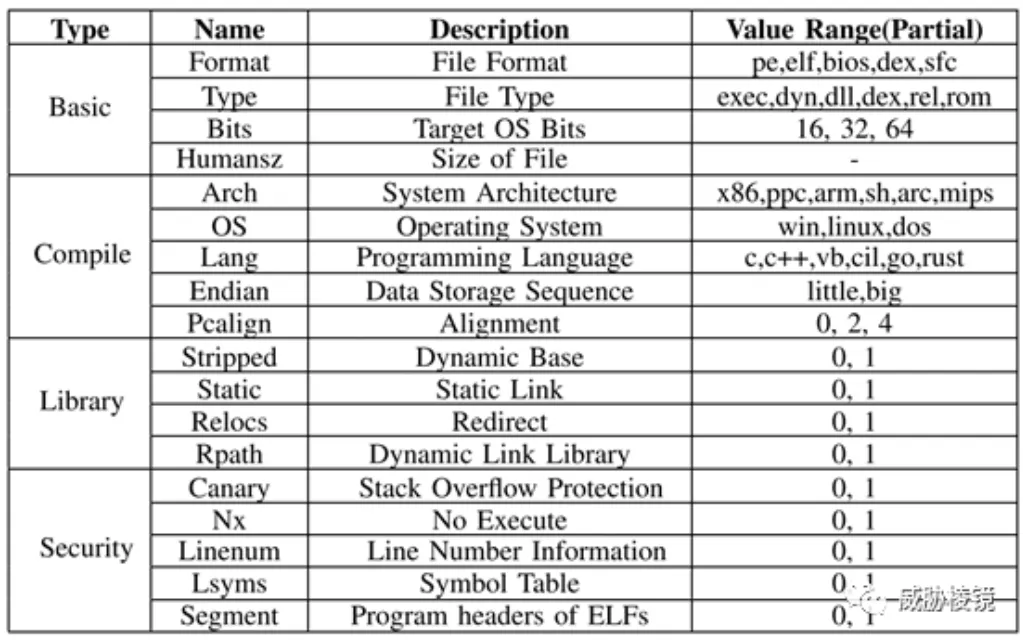 Type Name Description Value Range(Partial)
Basic Format File Format pe,elf,bios,dex,sfc
Type File Type exec,dyn,dll,dex,rel,rom
Bits Target OS Bits 16, 32, 64
Humansz Size of File -
Compile Arch System Architecture x86,ppc,arm,sh,arc,mips
OS Operating System win,linux,dos
Lang Programming Language c,c++,vb,cil,go,rust
Endian Data Storage Sequence little,big
Pcalign Alignment 0, 2, 4
Library Stripped Dynamic Base 0, 1
Static Static Link 0, 1
Relocs Redirect 0, 1
Rpath Dynamic Link Library 0, 1
Security Canary Stack Overflow Protection 0, 1
Nx No Execute 0, 1
Linenum Line Number Information 0, 1
Lsyms Symbol Table 0, 1
Segment Program headers of ELFs 0, 1
威胁棱镜